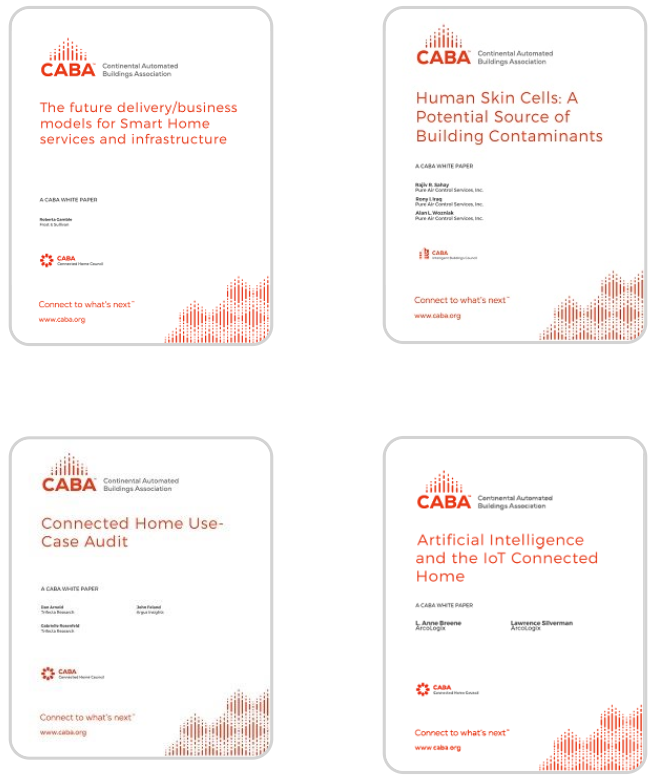 CABA
Continental Automated
Buildings Association
The future delivery/business
models for Smart Home
services and infrastructure
A CABA WHITE PAPER
Roberta Gamble
Frost & Sullivan
CABA
Connected Home Council
Connect to what's next™
www.caba.org
CABA
Continental Automated
Buildings Association
Human Skin Cells: A
Potential Source of
Building Contaminants
A CABA WHITE PAPER
Rajiv R. Sahay
Pure Air Control Services, Inc.
Rony I. Iraq
Pure Air Control Services, Inc.
Alan L. Wozniak
Pure Air Control Services, Inc.
CABA
Intelligent Buildings Council
Connect to what's next™
www.caba.org
CABA
Continental Automated
Buildings Association
Connected Home Use-
Case Audit
A CABA WHITE PAPER
Dan Arnold
Trifecta Research
John Feland
Argus Insights
Gabrielle Rosenfeld
Trifecta Research
CABA
Connected Home Council
Connect to what's next™
www.caba.org
CABA
Continental Automated
Buildings Association
Artificial Intelligence
and the IoT Connected
Home
A CABA WHITE PAPER
L. Anne Breene
ArcoLogix
Lawrence Silverman
ArcoLogix
CABA
Connected Home Council
Connect to what's next™
www.caba.org